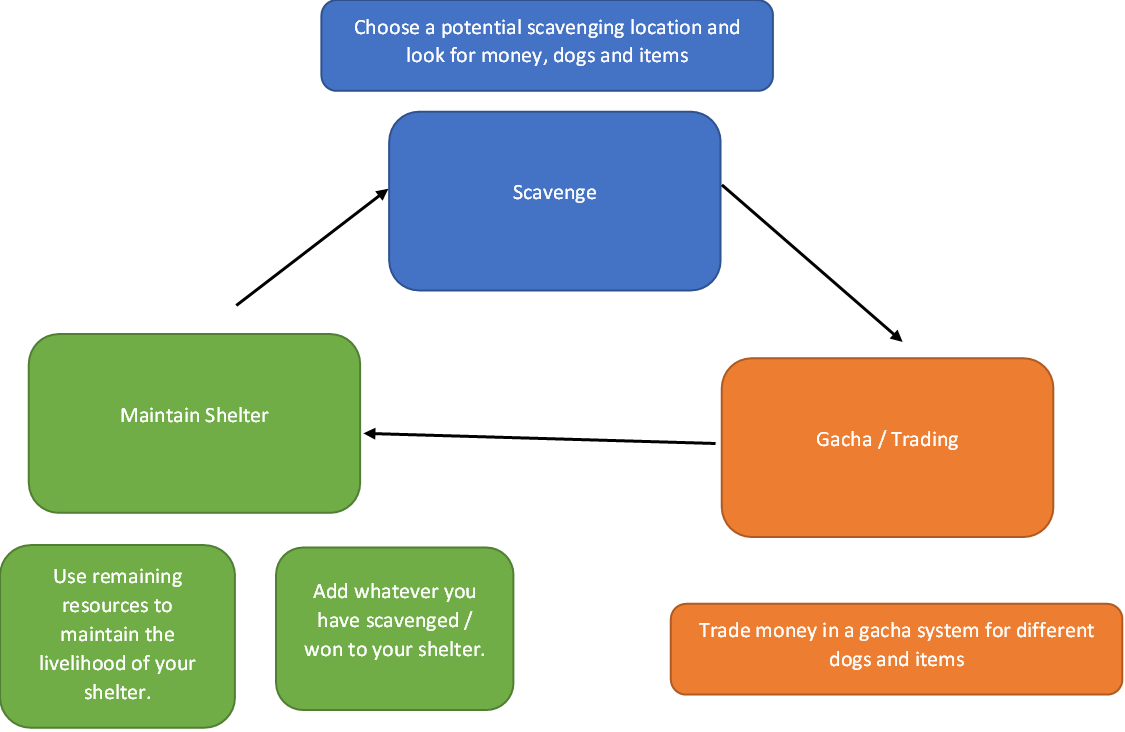 Choose a potential scavenging location and
look for money, dogs and items
Scavenge
Maintain Shelter
Gacha / Trading
Use remaining
resources to
maintain the
livelihood of your
shelter.
Add whatever you
have scavenged /
won to your shelter.
Trade money in a gacha system for different
dogs and items